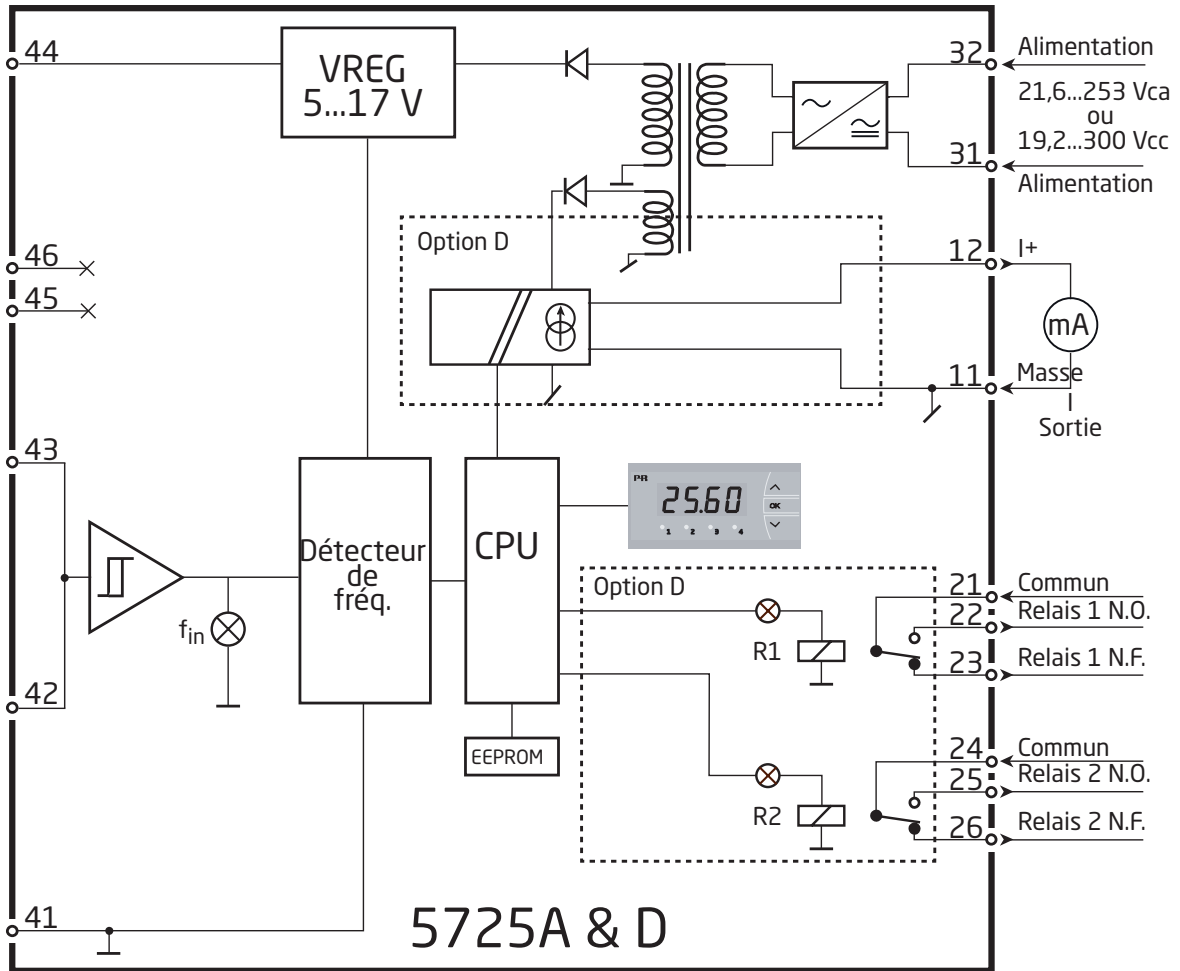 44
VREG
5...17 V
32
Alimentation
21,6...253 Vca
ou
19,2...300 Vcc
31
Alimentation
46
45
Option D
12
I+
mA
11
Masse
I
Sortie
43
PR
25.60
OK
1 2 3 4
Détecteur
de
fréq.
CPU
fin
42
EEPROM
Option D
R1
21
Commun
22
Relais 1 N.O.
23
Relais 1 N.F.
R2
24
Commun
25
Relais 2 N.O.
26
Relais 2 N.F.
41
5725A & D